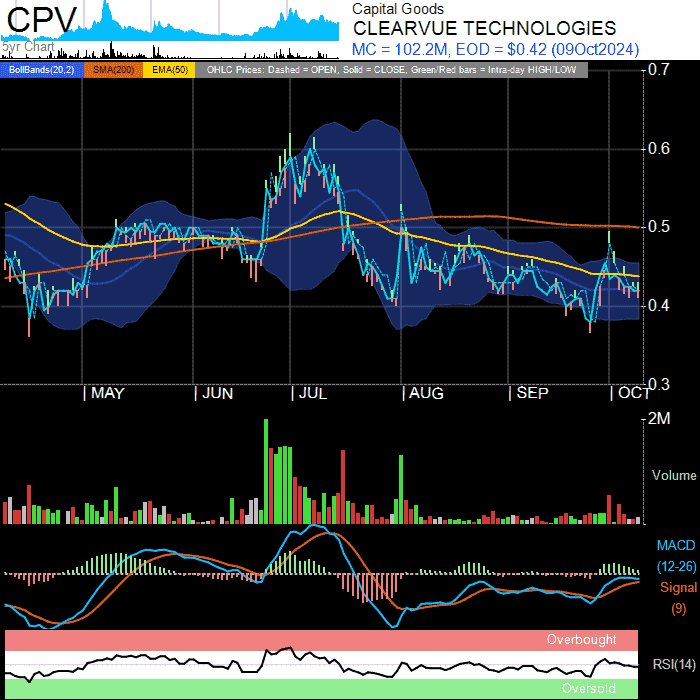 CPV
Capital Goods
CLEARVUE TECHNOLOGIES
5yr Chart
MC = 102.2M, EOD = $0.42 (09Oct2024)
BollBands(20,2) SMA(200) EMA(50) OHLC Prices: Dashed = OPEN, Solid = CLOSE, Green/Red bars = Intra-day HIGH/LOW
0.7
0.6
0.5
0.4
0.3
| MAY | JUN | JUL | AUG | SEP | OCT
2M
Volume
MACD
(12-26)
Signal
(9)
Overbought
RSI(14)
Oversold